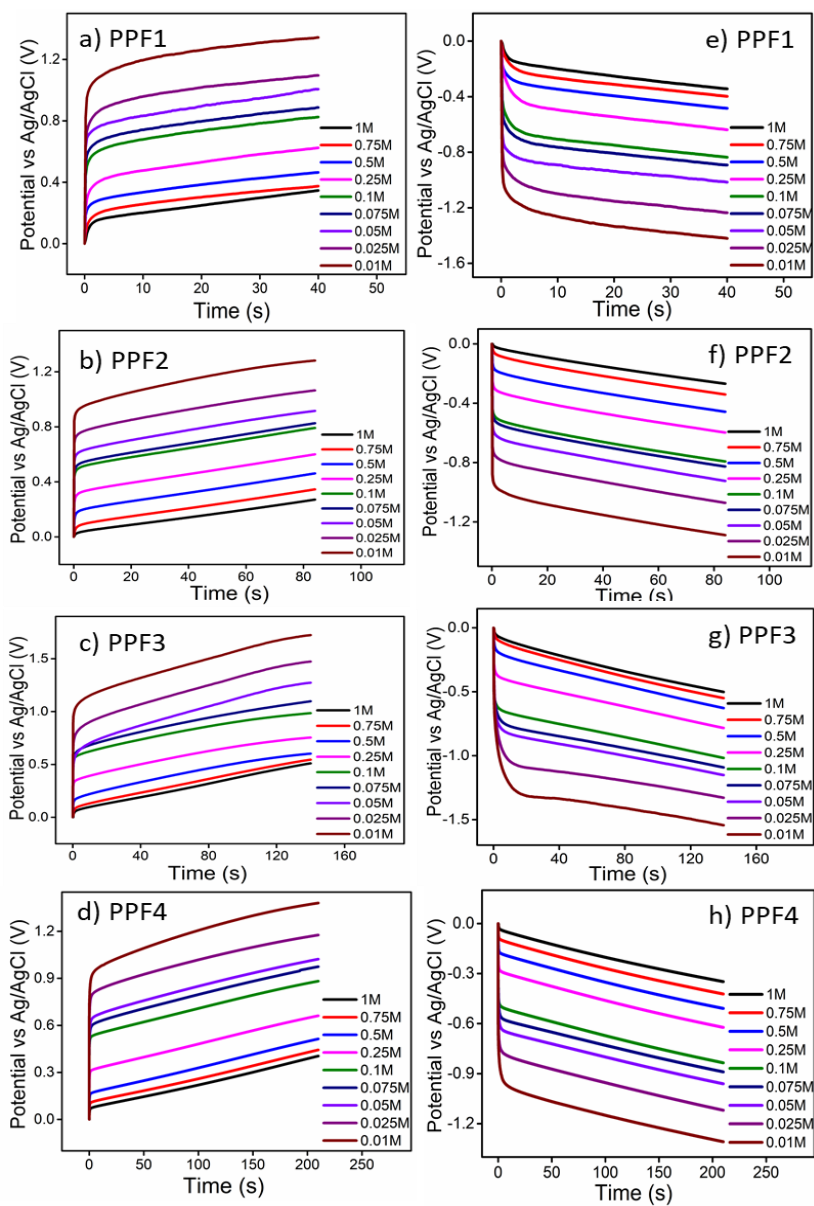 a) PPF1
Potential vs Ag/AgCl (V)
1.2
0.8
0.4
0.0
1M
0.75M
0.5M
0.25M
0.1M
0.075M
0.05M
0.025M
0.01M
0 10 20 30 40 50
Time (s)
e) PPF1
Potential vs Ag/AgCl (V)
0.0
-0.4
-0.8
-1.2
-1.6
1M
0.75M
0.5M
0.25M
0.1M
0.075M
0.05M
0.025M
0.01M
0 10 20 30 40 50
Time (s)
b) PPF2
Potential vs Ag/AgCl (V)
1.2
0.8
0.4
0.0
1M
0.75M
0.5M
0.25M
0.1M
0.075M
0.05M
0.025M
0.01M
0 20 40 60 80 100
Time (s)
f) PPF2
Potential vs Ag/AgCl (V)
0.0
-0.4
-0.8
-1.2
1M
0.75M
0.5M
0.25M
0.1M
0.075M
0.05M
0.025M
0.01M
0 20 40 60 80 100
Time (s)
c) PPF3
Potential vs Ag/AgCl (V)
1.5
1.0
0.5
0.0
1M
0.75M
0.5M
0.25M
0.1M
0.075M
0.05M
0.025M
0.01M
0 40 80 120 160
Time (s)
g) PPF3
Potential vs Ag/AgCl (V)
0.0
-0.5
-1.0
-1.5
1M
0.75M
0.5M
0.25M
0.1M
0.075M
0.05M
0.025M
0.01M
0 40 80 120 160
Time (s)
d) PPF4
Potential vs Ag/AgCl (V)
1.2
0.9
0.6
0.3
0.0
1M
0.75M
0.5M
0.25M
0.1M
0.075M
0.05M
0.025M
0.01M
0 50 100 150 200 250
Time (s)
h) PPF4
Potential vs Ag/AgCl (V)
0.0
-0.3
-0.6
-0.9
-1.2
1M
0.75M
0.5M
0.25M
0.1M
0.075M
0.05M
0.025M
0.01M
0 50 100 150 200 250
Time (s)